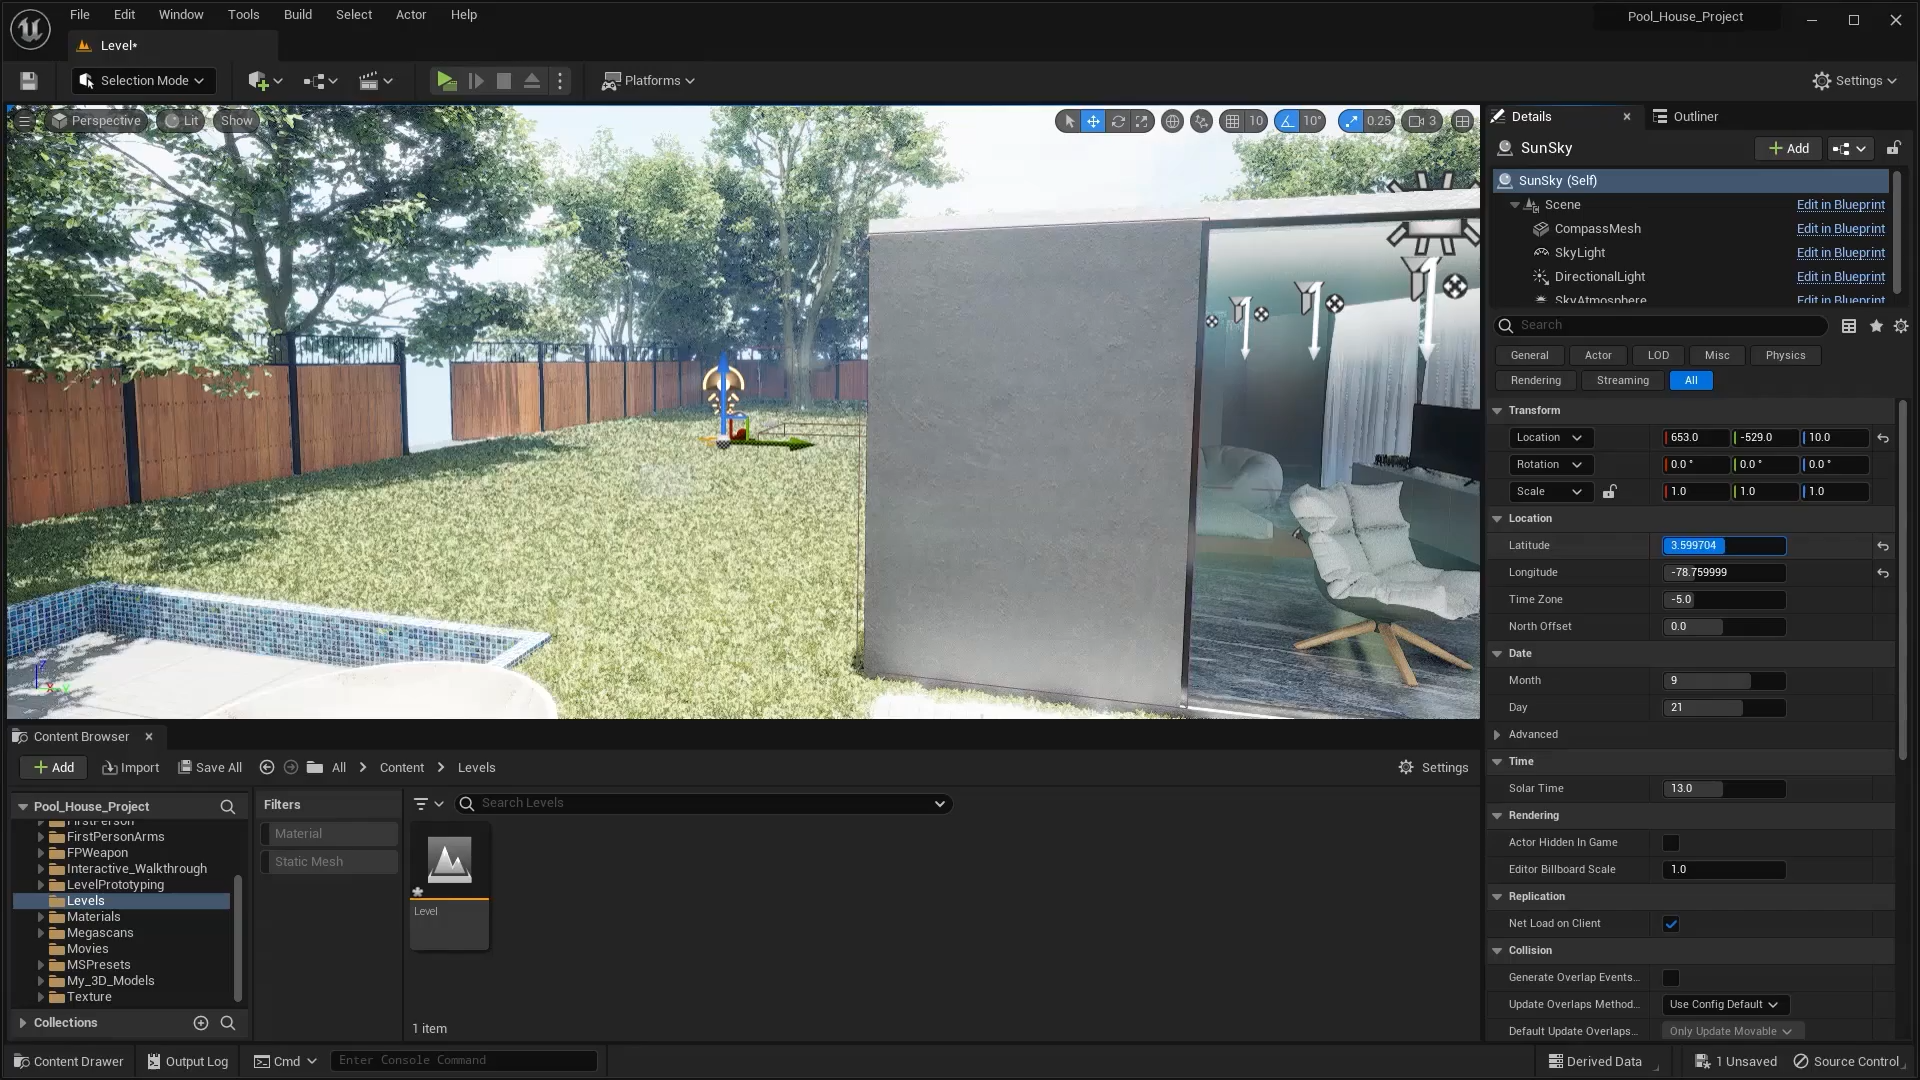 File Edit Window Tools Build Select Actor Help
Pool_House_Project
Level*
Selection Mode
Platforms
Settings
Perspective Lit Show
10 10° 0.25 3
Details
Outliner
SunSky
Add
SunSky (Self)
Scene Edit in Blueprint
CompassMesh Edit in Blueprint
SkyLight Edit in Blueprint
DirectionalLight Edit in Blueprint
SkyAtmosphere Edit in Blueprint
Search
General Actor LOD Misc Physics
Rendering Streaming All
Transform
Location 653.0 -529.0 10.0
Rotation 0.0 ° 0.0 ° 0.0 °
Scale 1.0 1.0 1.0
Location
Latitude 3.599704
Longitude -78.759999
Time Zone -5.0
North Offset 0.0
Date
Month 9
Day 21
Advanced
Time
Solar Time 13.0
Rendering
Actor Hidden In Game
Editor Billboard Scale 1.0
Replication
Net Load on Client
Collision
Generate Overlap Events...
Update Overlaps Method... Use Config Default
Default Update Overlaps... Only Update Movable
Content Browser
Add Import Save All All Content Levels Settings
Pool_House_Project
FirstPerson
FirstPersonArms
FPWeapon
Interactive_Walkthrough
LevelPrototyping
Levels
Materials
Megascans
Movies
MSPresets
My_3D_Models
Texture
Collections
Filters
Material
Static Mesh
Search Levels
Level
1 item
Content Drawer Output Log Cmd Enter Console Command
Derived Data 1 Unsaved Source Control